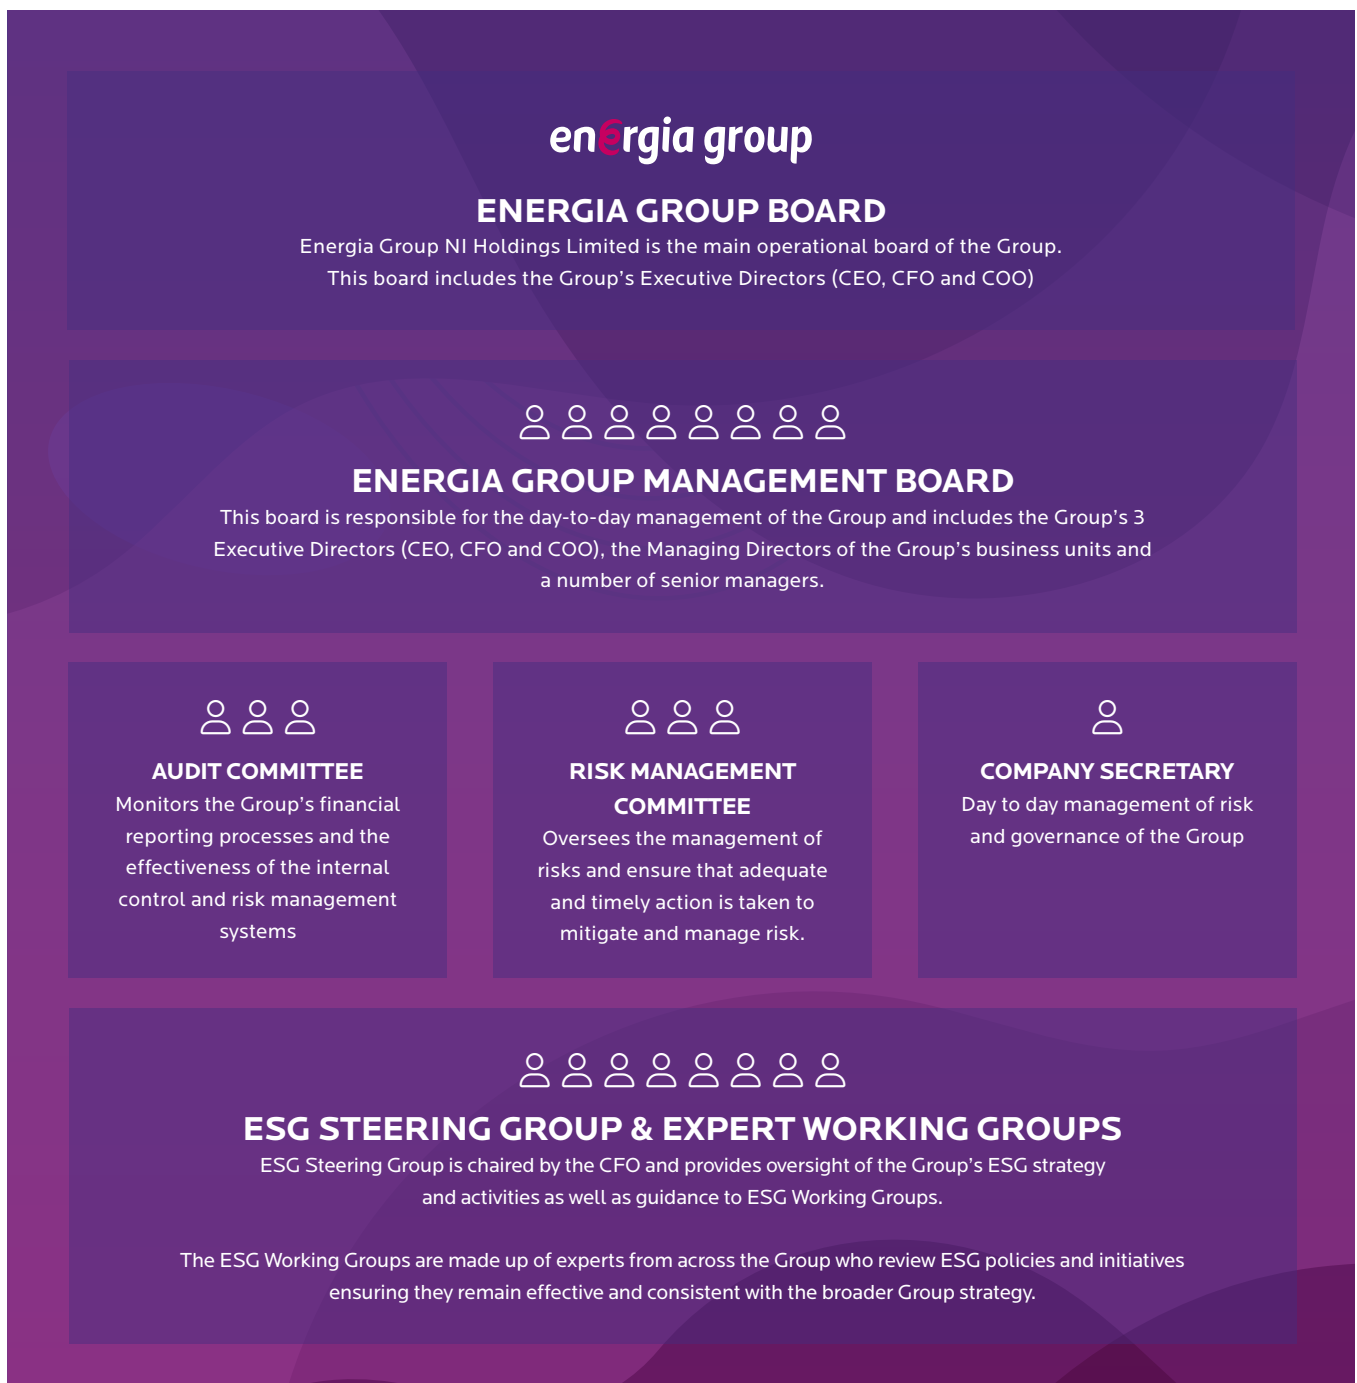 energia group
ENERGIA GROUP BOARD
Energia Group NI Holdings Limited is the main operational board of the Group.
This board includes the Group’s Executive Directors (CEO, CFO and COO)
ENERGIA GROUP MANAGEMENT BOARD
This board is responsible for the day-to-day management of the Group and includes the Group’s 3
Executive Directors (CEO, CFO and COO), the Managing Directors of the Group’s business units and
a number of senior managers.
AUDIT COMMITTEE
Monitors the Group’s financial
reporting processes and the
effectiveness of the internal
control and risk management
systems
RISK MANAGEMENT
COMMITTEE
Oversees the management of
risks and ensure that adequate
and timely action is taken to
mitigate and manage risk.
COMPANY SECRETARY
Day to day management of risk
and governance of the Group
ESG STEERING GROUP & EXPERT WORKING GROUPS
ESG Steering Group is chaired by the CFO and provides oversight of the Group’s ESG strategy
and activities as well as guidance to ESG Working Groups.
The ESG Working Groups are made up of experts from across the Group who review ESG policies and initiatives
ensuring they remain effective and consistent with the broader Group strategy.